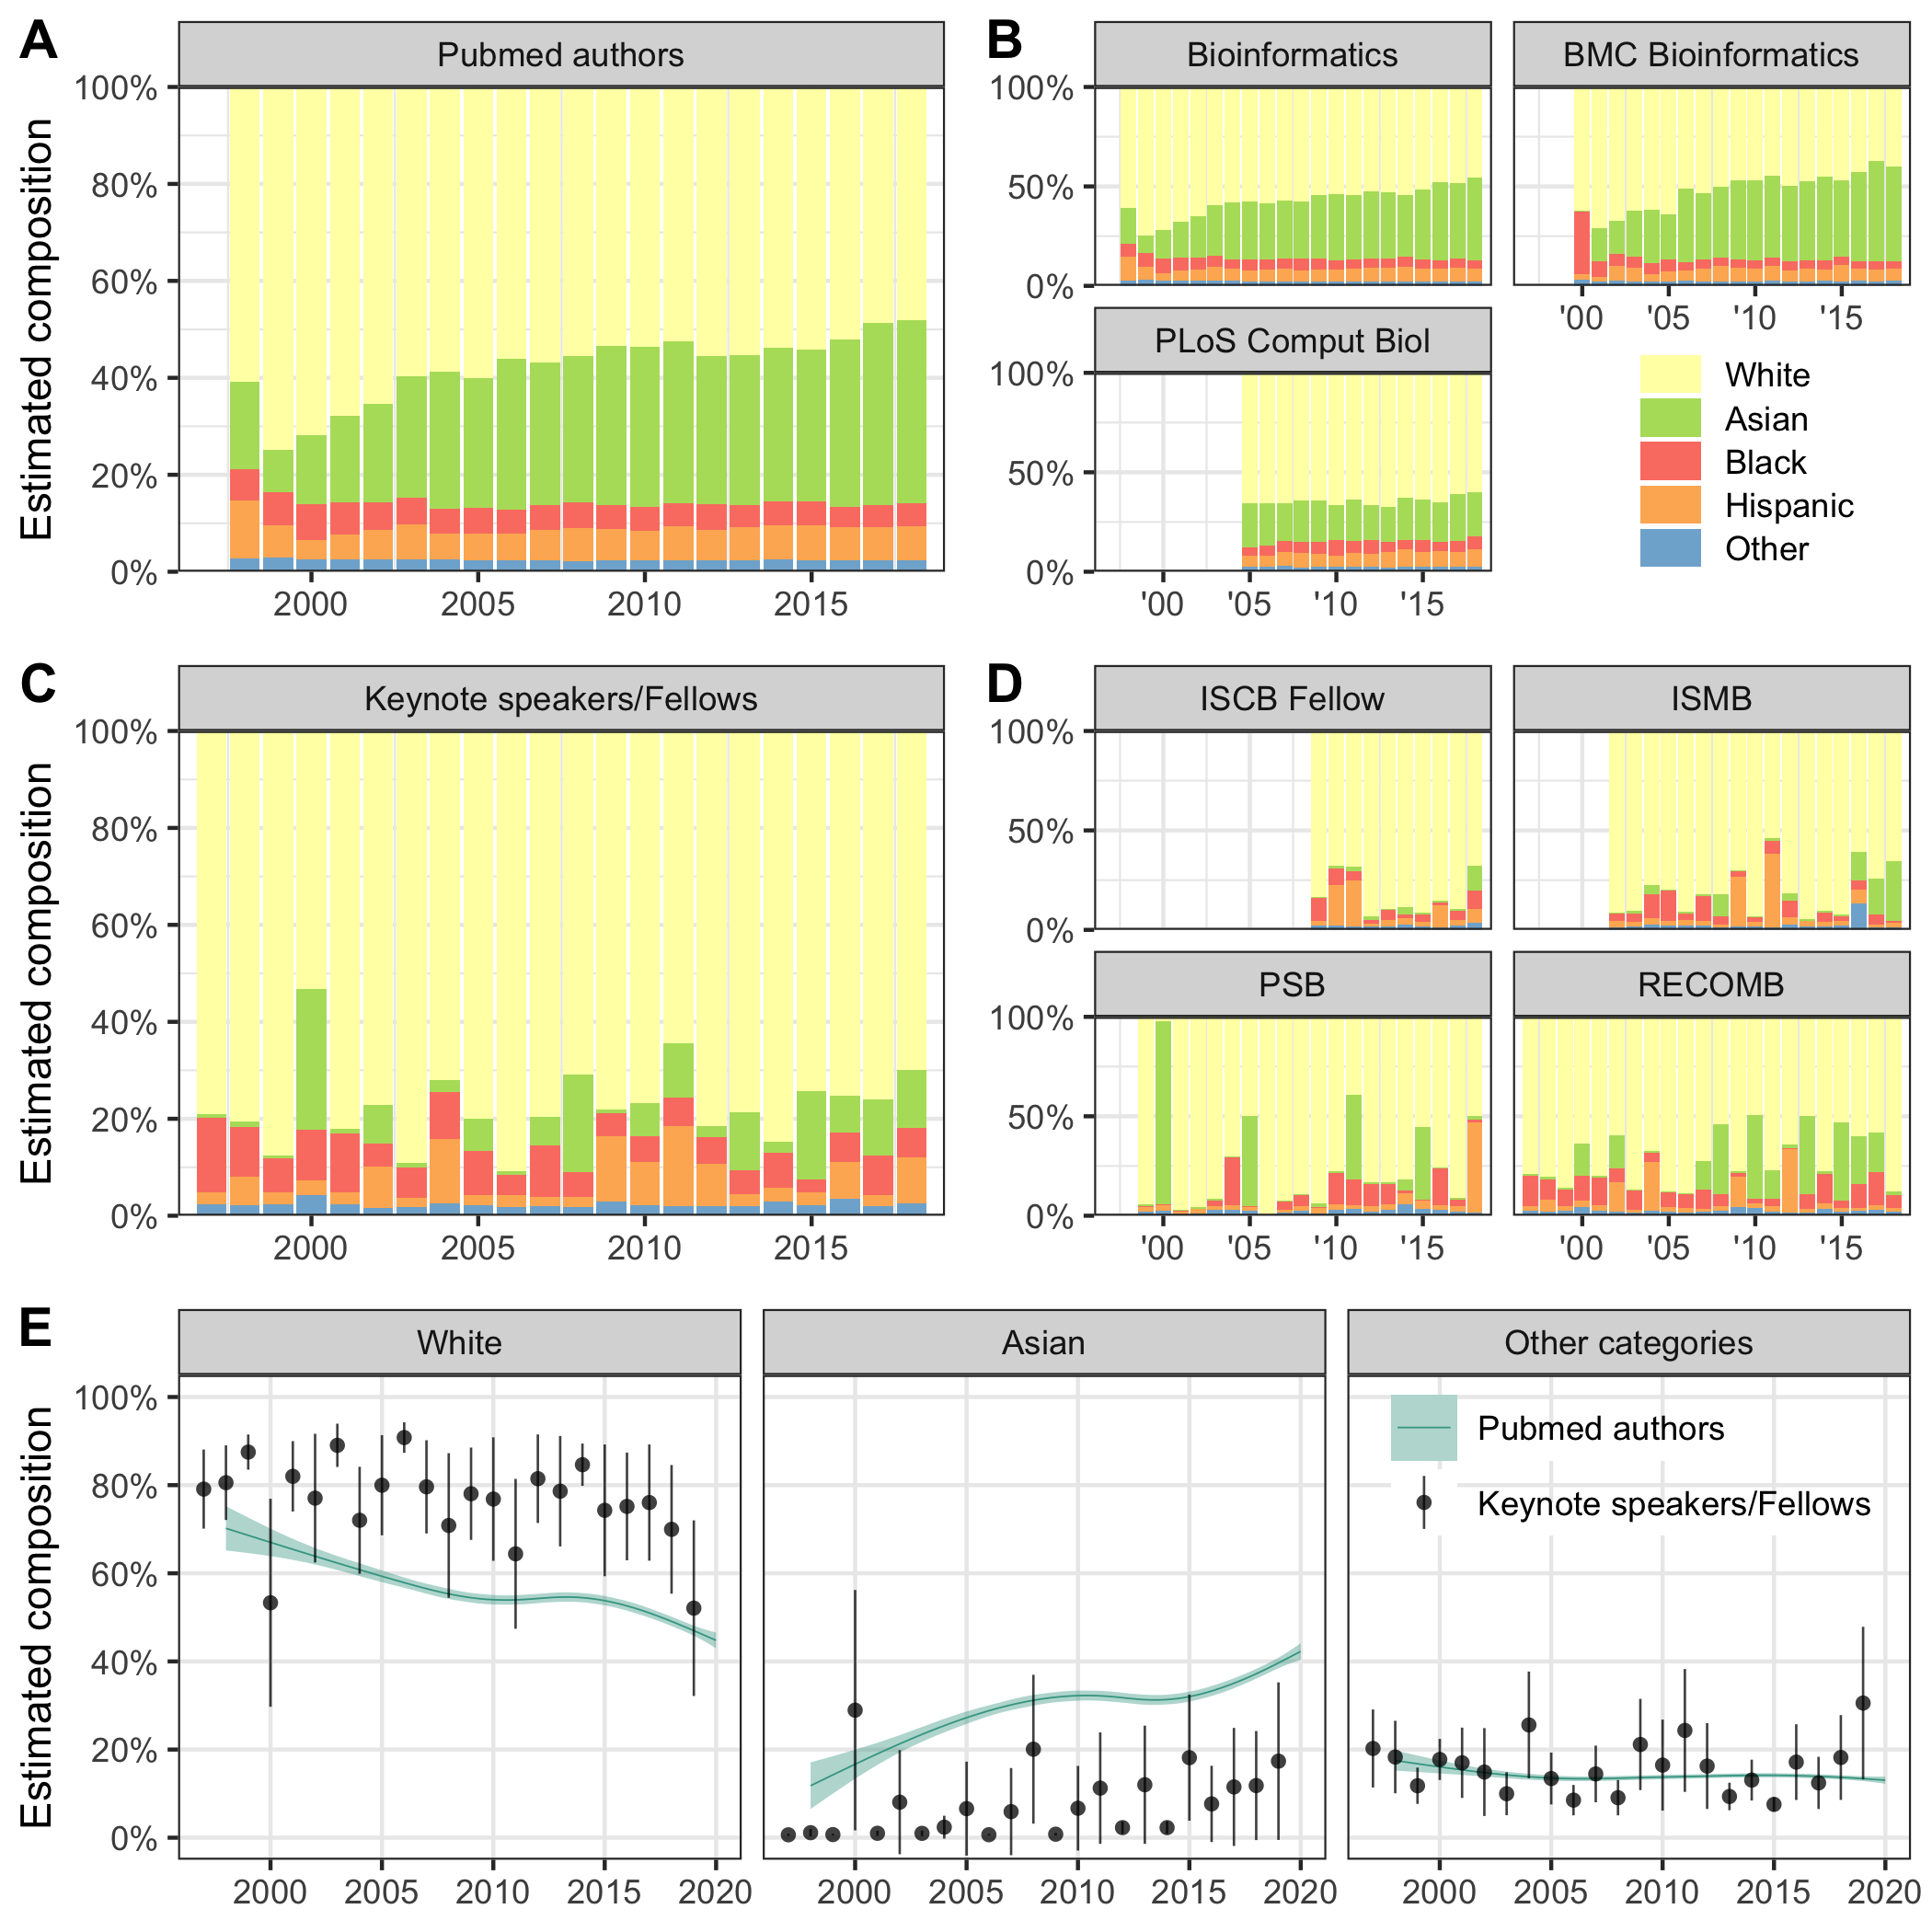 A
Pubmed authors
Estimated composition
100%
80%
60%
40%
20%
0%
2000 2005 2010 2015
B
Bioinformatics
BMC Bioinformatics
100%
50%
0%
'00 '05 '10 '15
PLoS Comput Biol
100%
50%
0%
'00 '05 '10 '15
White
Asian
Black
Hispanic
Other
C
Keynote speakers/Fellows
Estimated composition
100%
80%
60%
40%
20%
0%
2000 2005 2010 2015
D
ISCB Fellow
ISMB
100%
50%
0%
PSB
RECOMB
100%
50%
0%
'00 '05 '10 '15
'00 '05 '10 '15
E
White
Asian
Other categories
Estimated composition
100%
80%
60%
40%
20%
0%
Pubmed authors
Keynote speakers/Fellows
2000 2005 2010 2015 2020
2000 2005 2010 2015 2020
2000 2005 2010 2015 2020